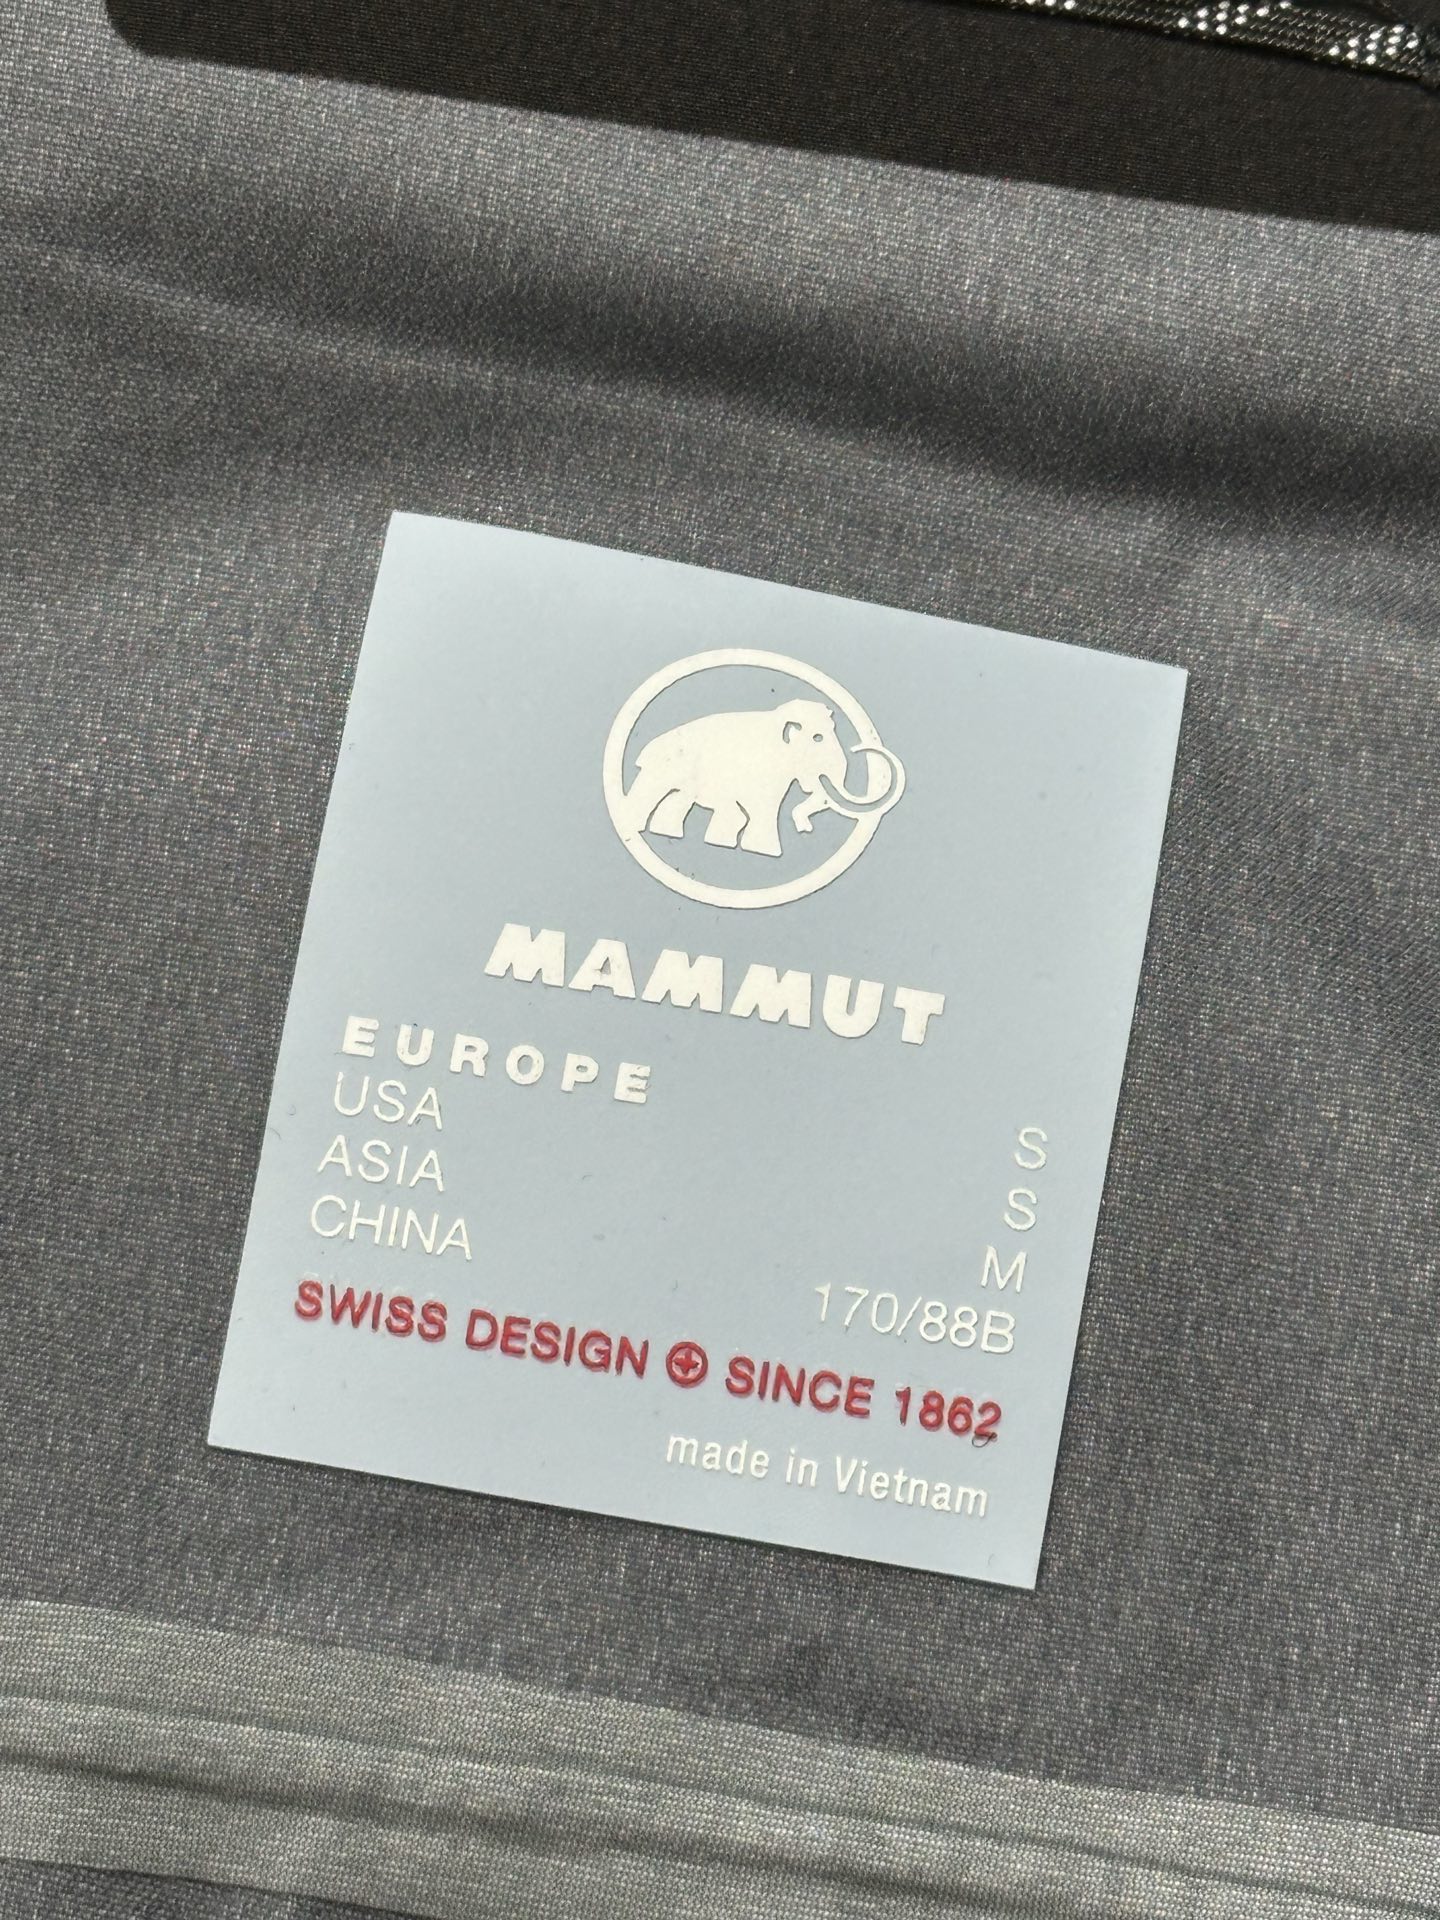 MAMMUT
EUROPE S
USA S
ASIA M
CHINA 170/88B
SWISS DESIGN SINCE 1862
made in Vietnam